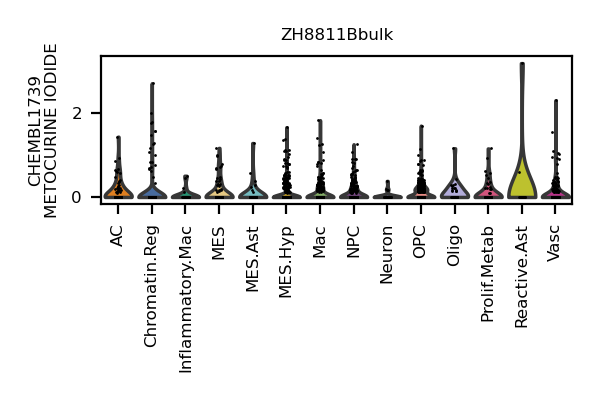 ZH8811Bbulk
CHEMBL1739
METOCURINE IODIDE
2
0
AC
Chromatin.Reg
Inflammatory.Mac
MES
MES.Ast
MES.Hyp
Mac
NPC
Neuron
OPC
Oligo
Prolif.Metab
Reactive.Ast
Vasc